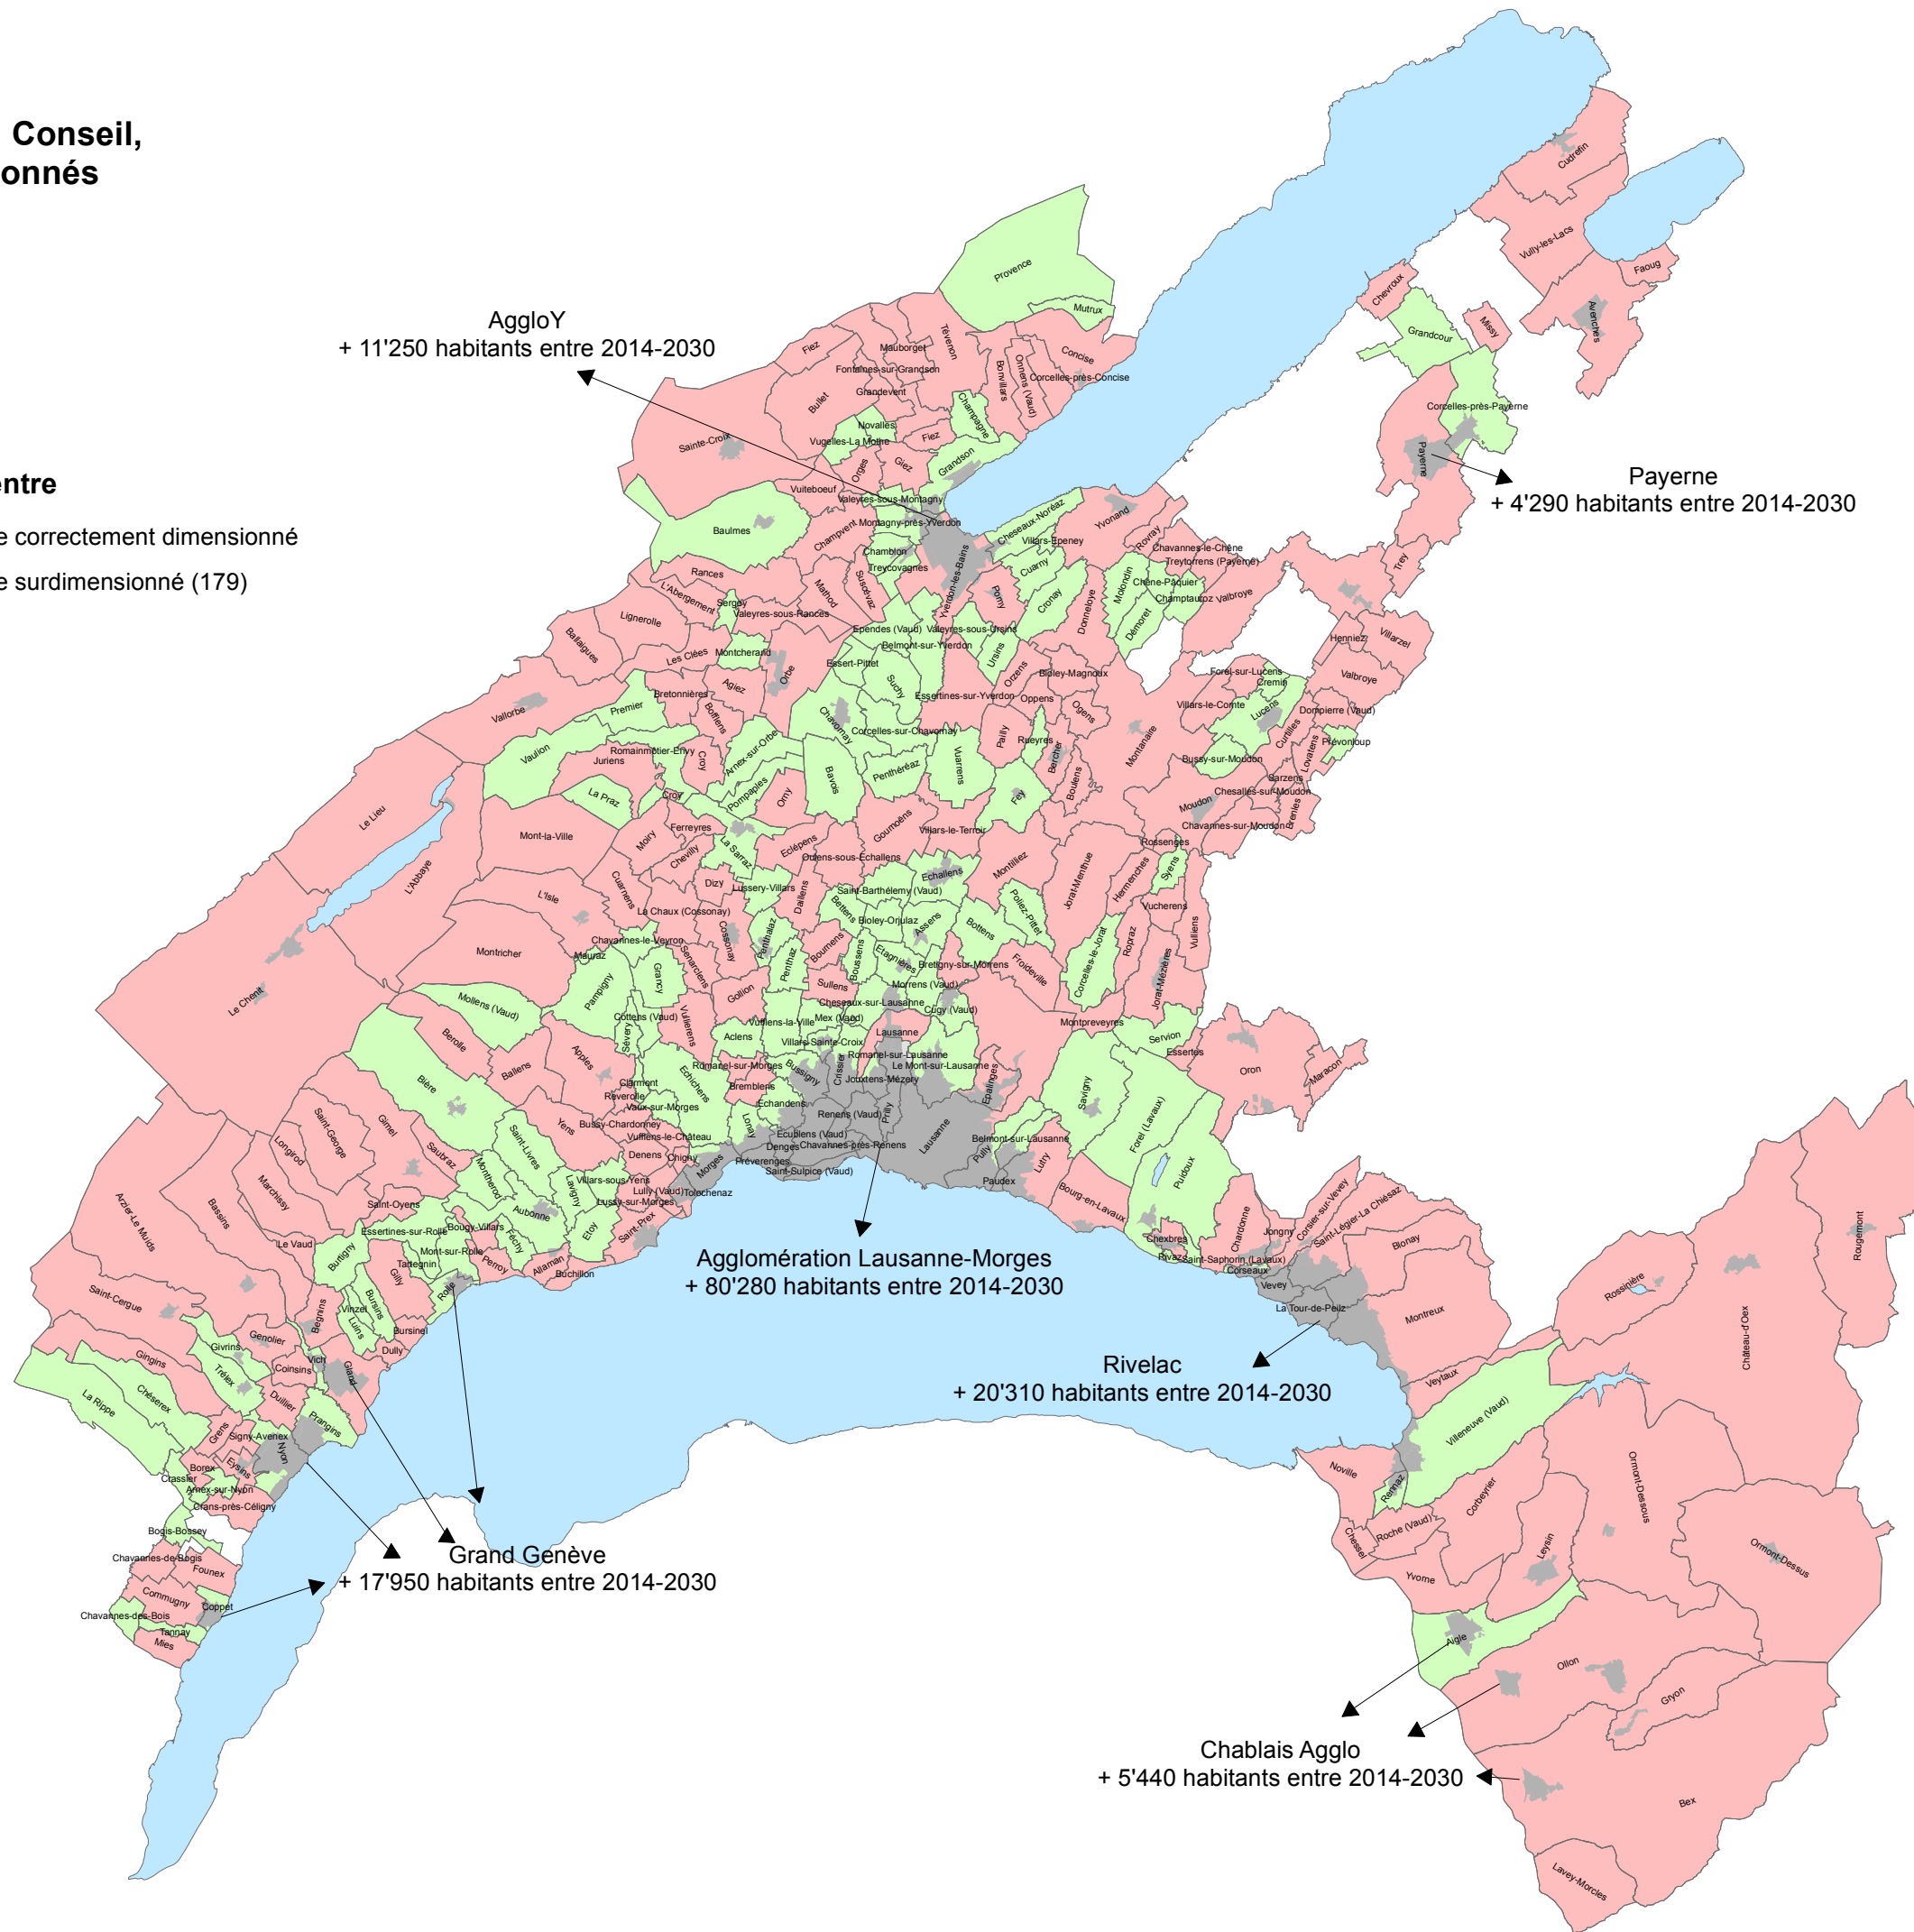 Conseil,
onnés
entre
e correctement dimensionné
e surdimensionné (179)
AggloY
+ 11'250 habitants entre 2014-2030
Payerne
+ 4'290 habitants entre 2014-2030
Agglomération Lausanne-Morges
+ 80'280 habitants entre 2014-2030
Rivelac
+ 20'310 habitants entre 2014-2030
Grand Genève
+ 17'950 habitants entre 2014-2030
Chablais Agglo
+ 5'440 habitants entre 2014-2030
Cudrefin
Vully-les-Lacs
Faoug
Avenches
Chevroux
Missy
Grandcour
Corcelles-près-Payerne
Payerne
Trey
Provence
Mutrux
Fiez
Mauborget
Tévenon
Fontaines-sur-Grandson
Grandevent
Bullet
Bonvillars
Onnens (Vaud)
Concise
Corcelles-près-Concise
Champagne
Novalles
Vugelles-La Mothe
Fiez
Sainte-Croix
Orges
Giez
Grandson
Vuiteboeuf
Valeyres-sous-Montagny
Baulmes
Champvent
Montagny-près-Yverdon
Chamblon
Treycovagnes
Cheseaux-Noréaz
Villars-Epeney
Yvonand
Rovray
Chavannes-le-Chêne
Treytorrens (Payerne)
Yverdon-les-Bains
Cuarny
Pomy
Cronay
Donneloye
Molondin
Chêne-Pâquier
Champtauroz
Valbroye
Démoret
Rances
L'Abergement
Sergey
Valeyres-sous-Rances
Mathod
Suscévaz
Lignerolle
Ballaigues
Les Clées
Montcherand
Orbe
Ependes (Vaud)
Valeyres-sous-Ursins
Belmont-sur-Yverdon
Ursins
Essert-Pittet
Suchy
Orzens
Bioley-Magnoux
Essertines-sur-Yverdon
Oppens
Ogens
Henniez
Villarzel
Valbroye
Forel-sur-Lucens
Cremin
Villars-le-Comte
Lucens
Dompierre (Vaud)
Curtilles
Prévonloup
Lovatens
Bussy-sur-Moudon
Vallorbe
Bretonnières
Agiez
Premier
Bofflens
Vaulion
Romainmôtier-Envy
Juriens
Croy
Arnex-sur-Orbe
Chavornay
Corcelles-sur-Chavornay
Pailly
Rueyres
Bercher
Montanaire
Bavois
Penthéréaz
Vuarrens
Boulens
Fey
Sarzens
Chesalles-sur-Moudon
Moudon
Brenles
Chavannes-sur-Moudon
La Praz
Croy
Pompaples
Orny
Le Lieu
L'Abbaye
Mont-la-Ville
Moiry
Ferreyres
Chevilly
La Sarraz
Eclépens
Goumoëns
Villars-le-Terroir
Oulens-sous-Echallens
Rossenges
Echallens
Montilliez
Jorat-Menthue
Hermenches
Syens
L'Isle
Cuarnens
Dizy
Lussery-Villars
Daillens
Saint-Barthélemy (Vaud)
Bettens
Bioley-Orjulaz
Assens
Bottens
Poliez-Pittet
Vucherens
Vulliens
La Chaux (Cossonay)
Cossonay
Penthalaz
Penthaz
Boumens
Boussens
Etagnières
Bretigny-sur-Morrens
Froideville
Corcelles-le-Jorat
Ropraz
Jorat-Mézières
Montricher
Chavannes-le-Veyron
Mauraz
Senarclens
Grancy
Pampigny
Gollion
Sullens
Morrens (Vaud)
Cheseaux-sur-Lausanne
Cugy (Vaud)
Montpreveyres
Servion
Essertes
Oron
Maracon
Le Chenit
Mollens (Vaud)
Cottens (Vaud)
Sévery
Vullierens
Aclens
Vufflens-la-Ville
Mex (Vaud)
Villars-Sainte-Croix
Lausanne
Berolle
Ballens
Apples
Bière
Clarmont
Reverolle
Echichens
Romanel-sur-Morges
Bremblens
Bussigny
Crissier
Romanel-sur-Lausanne
Le Mont-sur-Lausanne
Jouxtens-Mézery
Epalinges
Savigny
Forel (Lavaux)
Puidoux
Vaux-sur-Morges
Echandens
Lonay
Renens (Vaud)
Prilly
Lausanne
Belmont-sur-Lausanne
Yens
Bussy-Chardonney
Vufflens-le-Château
Ecublens (Vaud)
Denges
Chavannes-près-Renens
Préverenges
Saint-Sulpice (Vaud)
Pully
Paudex
Lutry
Bourg-en-Lavaux
Denens
Chigny
Morges
Tolochenaz
Saint-George
Gimel
Longirod
Marchissy
Saubraz
Saint-Livres
Montherod
Lavigny
Villars-sous-Yens
Lully (Vaud)
Lussy-sur-Morges
Saint-Prex
Arzier-Le Muids
Bassins
Saint-Oyens
Aubonne
Etoy
Essertines-sur-Rolle
Bougy-Villars
Féchy
Le Vaud
Burtigny
Mont-sur-Rolle
Tartegnin
Gilly
Perroy
Allaman
Buchillon
Rolle
Chardonne
Jongny
Corsier-sur-Vevey
Saint-Légier-La Chiésaz
Blonay
Chexbres
Rivaz
Saint-Saphorin (Lavaux)
Corseaux
Vevey
La Tour-de-Peilz
Montreux
Veytaux
Rossinière
Château-d'Oex
Rougemont
Saint-Cergue
Begnins
Vinzel
Bursins
Luins
Bursinel
Dully
Givrins
Genolier
Vich
Gland
Coinsins
Gingins
Trélex
Duillier
Chéserex
La Rippe
Prangins
Grens
Signy-Avenex
Nyon
Eysins
Borex
Crassier
Arnex-sur-Nyon
Crans-près-Céligny
Bogis-Bossey
Chavannes-de-Bogis
Founex
Commugny
Coppet
Chavannes-des-Bois
Tannay
Mies
Villeneuve (Vaud)
Noville
Rennaz
Roche (Vaud)
Chessel
Corbeyrier
Leysin
Yvorne
Ormont-Dessous
Ormont-Dessus
Aigle
Ollon
Gryon
Bex
Lavey-Morcles